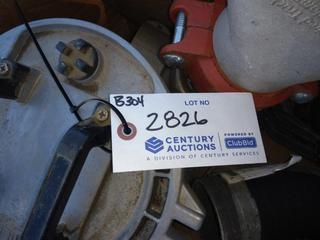 B304
LOT NO
2826
CENTURY AUCTIONS
POWERED BY
ClubBid
A DIVISION OF CENTURY SERVICES